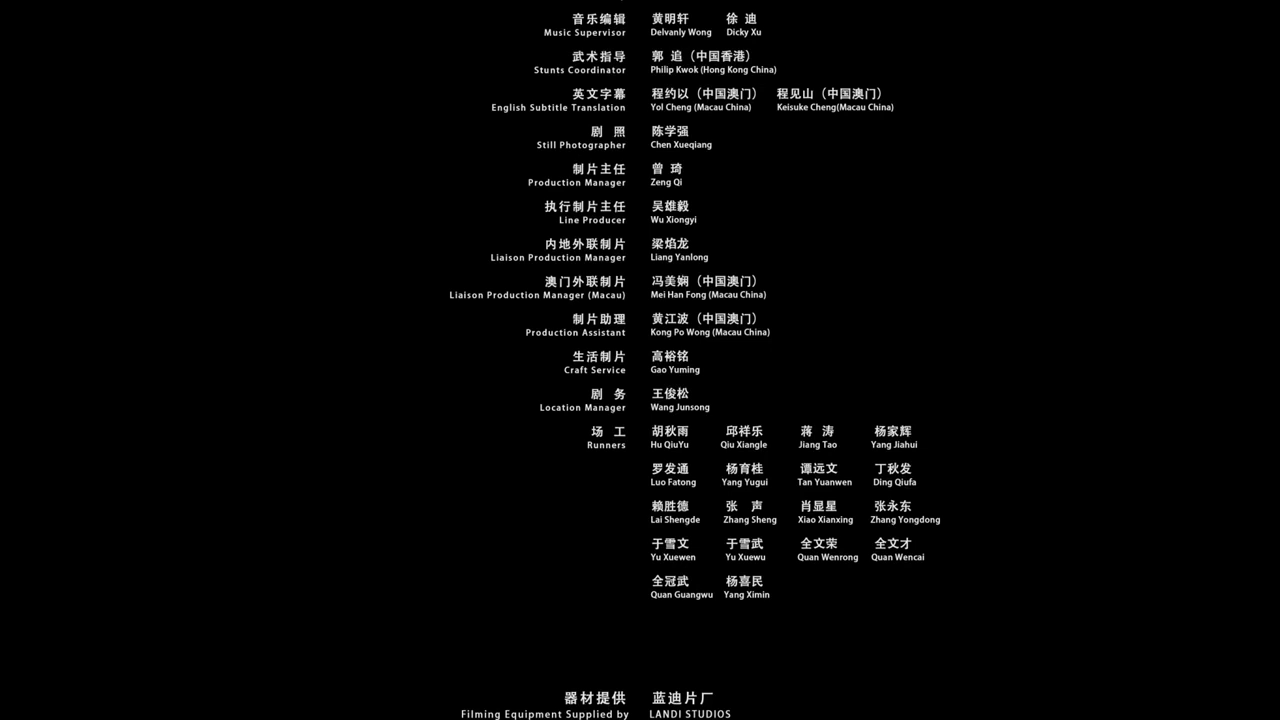 音乐编辑 黄明轩 徐 迪
Music Supervisor Delvanly Wong Dicky Xu
武术指导 郭 追（中国香港）
Stunts Coordinator Philip Kwok (Hong Kong China)
英文字幕 程约以（中国澳门） 程见山（中国澳门）
English Subtitle Translation Yol Cheng (Macau China) Keisuke Cheng(Macau China)
剧 照 陈学强
Still Photographer Chen Xueqiang
制片主任 曾 琦
Production Manager Zeng Qi
执行制片主任 吴雄毅
Line Producer Wu Xiongyi
内地外联制片 梁焰龙
Liaison Production Manager Liang Yanlong
澳门外联制片 冯美娴（中国澳门）
Liaison Production Manager (Macau) Mei Han Fong (Macau China)
制片助理 黄江波（中国澳门）
Production Assistant Kong Po Wong (Macau China)
生活制片 高裕铭
Craft Service Gao Yuming
剧 务 王俊松
Location Manager Wang Junsong
场 工 胡秋雨 邱祥乐 蒋 涛 杨家辉
Runners Hu QiuYu Qiu Xiangle Jiang Tao Yang Jiahui
罗发通 杨育桂 谭远文 丁秋发
Luo Fatong Yang Yugui Tan Yuanwen Ding Qiufa
赖胜德 张 声 肖显星 张永东
Lai Shengde Zhang Sheng Xiao Xianxing Zhang Yongdong
于雪文 于雪武 全文荣 全文才
Yu Xuewen Yu Xuewu Quan Wenrong Quan Wencai
全冠武 杨喜民
Quan Guangwu Yang Ximin
器材提供 蓝迪片厂
Filming Equipment Supplied by LANDI STUDIOS